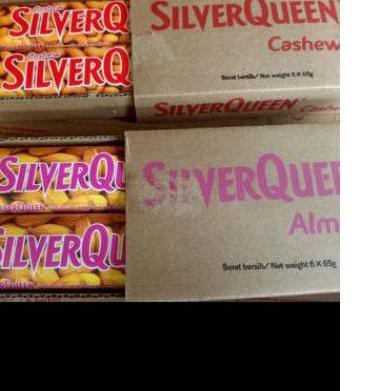 SILVERQ
SILVERQ
SILVERQUEEN
Cashew
Berat bersih/ Net weight 6 X 65g
SILVERQUEEN
SILVERQU
SILVERQU
SILVERQUEE
Alm
Berat bersih/ Net weight 6 X 65g